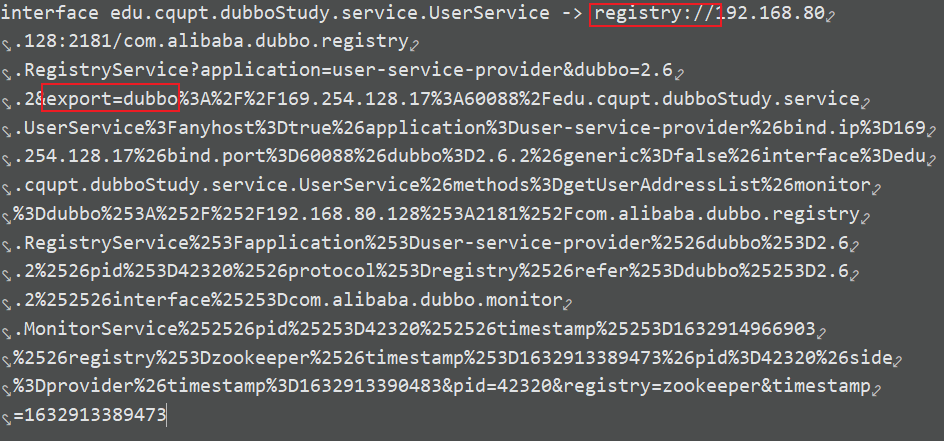 interface edu.cqupt.dubboStudy.service.UserService -> registry://192.168.80
.128:2181/com.alibaba.dubbo.registry
.RegistryService?application=user-service-provider&dubbo=2.6
.2&export=dubbo%3A%2F%2F169.254.128.17%3A60088%2Fedu.cqupt.dubboStudy.service
.UserService%3Fanyhost%3Dtrue%26application%3Duser-service-provider%26bind.ip%3D169
.254.128.17%26bind.port%3D60088%26dubbo%3D2.6.2%26generic%3Dfalse%26interface%3Dedu
.cqupt.dubboStudy.service.UserService%26methods%3DgetUserAddressList%26monitor
%3Ddubbo%253A%252F%252F192.168.80.128%253A2181%252Fcom.alibaba.dubbo.registry
.RegistryService%253Fapplication%253Duser-service-provider%2526dubbo%253D2.6
.2%2526pid%253D42320%2526protocol%253Dregistry%2526refer%253Ddubbo%25253D2.6
.2%252526interface%25253Dcom.alibaba.dubbo.monitor
.MonitorService%252526pid%25253D42320%252526timestamp%25253D1632914966903
%2526registry%253Dzookeeper%2526timestamp%253D1632913389473%26pid%3D42320%26side
%3Dprovider%26timestamp%3D1632913390483&pid=42320&registry=zookeeper&timestamp
=1632913389473